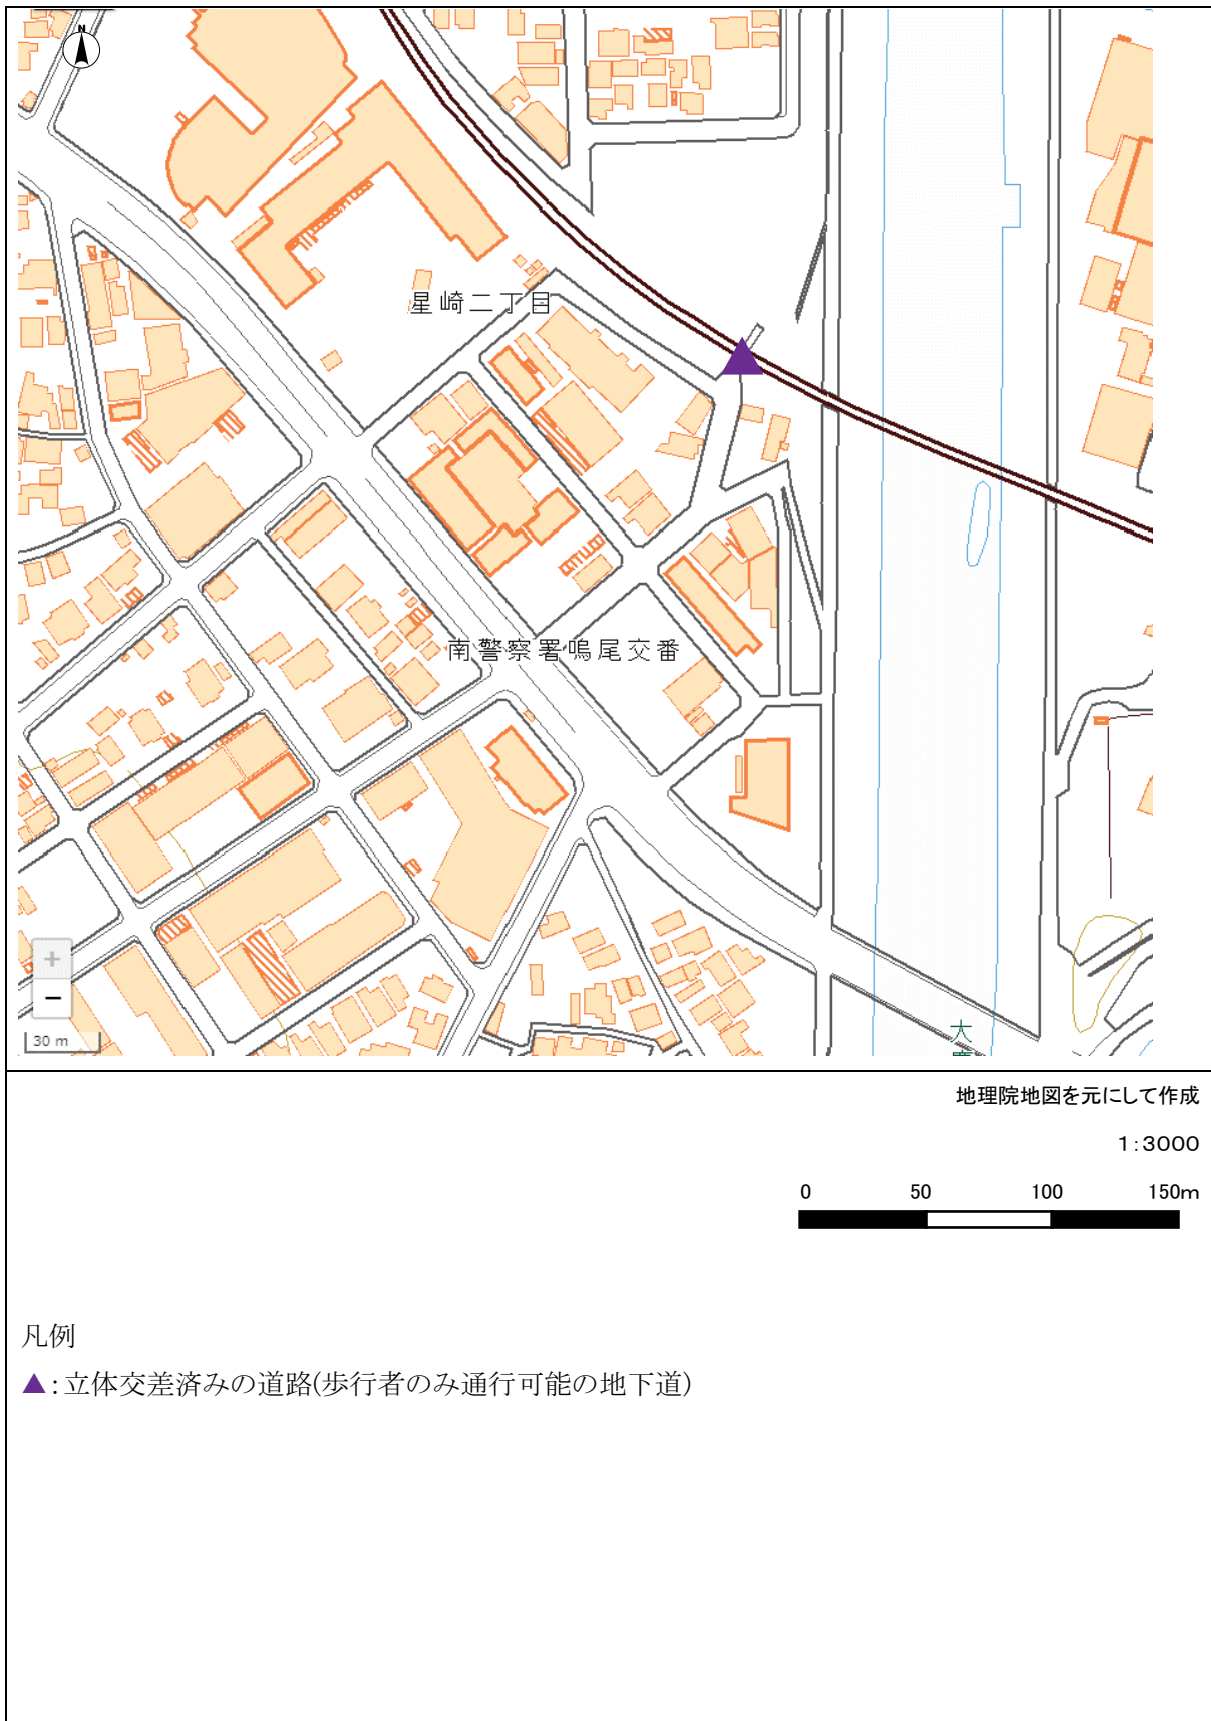 N
星崎二丁目
南警察署鳴尾交番
+
−
30 m
大
地理院地図を元にして作成
1:3000
0 50 100 150m
凡例
▲:立体交差済みの道路(歩行者のみ通行可能の地下道)